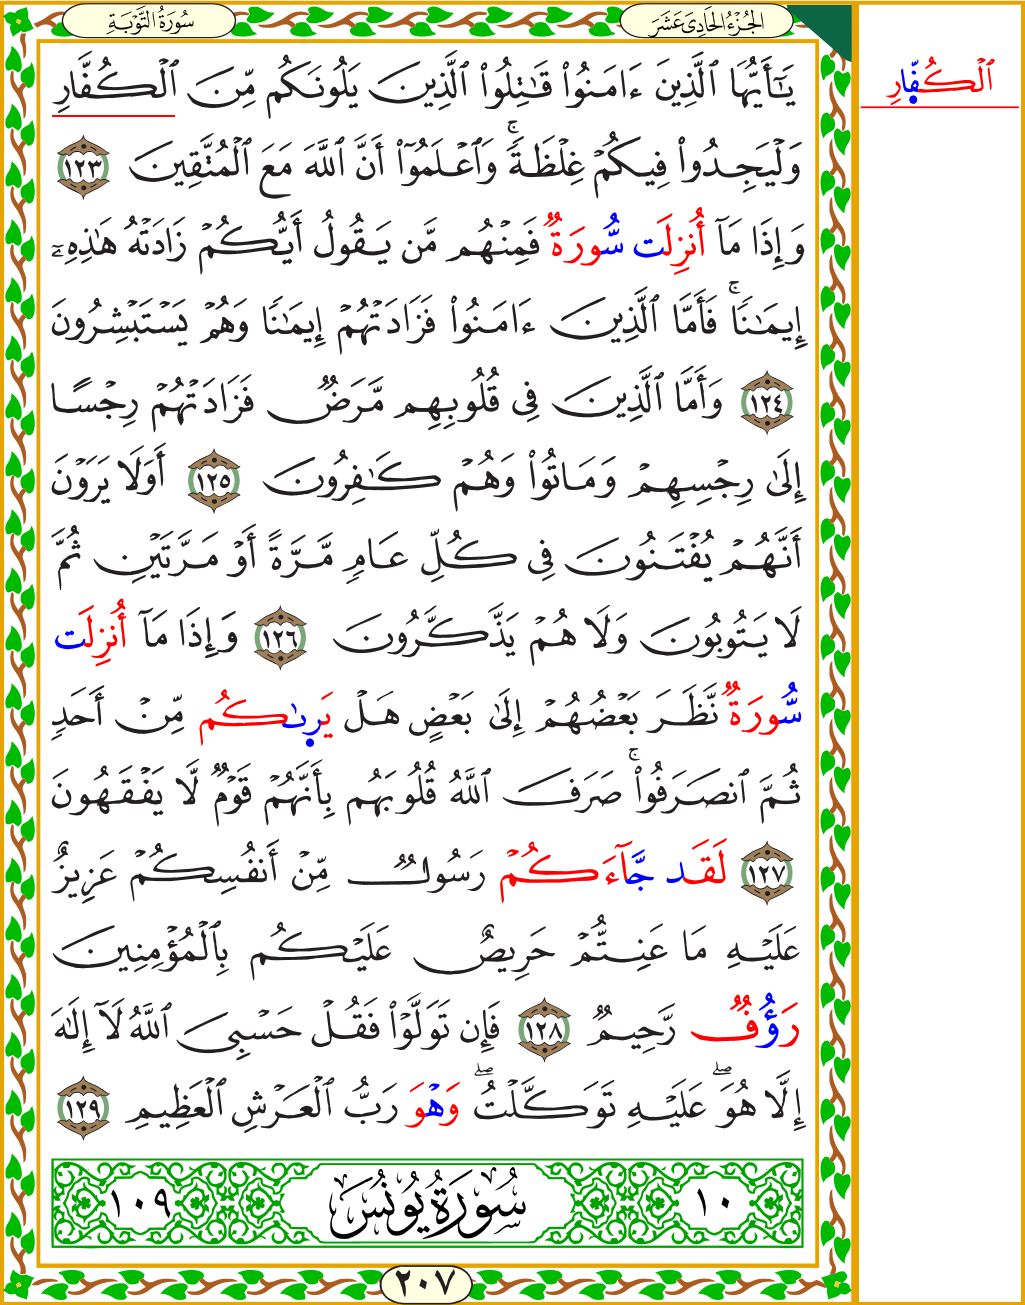 الجُزْءُ الحَادِىَ عَشَرَ
سُورَةُ التَّوْبَةِ
يَٰٓأَيُّهَا ٱلَّذِينَ ءَامَنُوا۟ قَٰتِلُوا۟ ٱلَّذِينَ يَلُونَكُم مِّنَ ٱلْكُفَّارِ
ٱلْكُفَّارِ
وَلْيَجِدُوا۟ فِيكُمْ غِلْظَةً ۚ وَٱعْلَمُوٓا۟ أَنَّ ٱللَّهَ مَعَ ٱلْمُتَّقِينَ ١٢٣
وَإِذَا مَآ أُنزِلَت سُّورَةٌ فَمِنْهُم مَّن يَقُولُ أَيُّكُمْ زَادَتْهُ هَٰذِهِۦٓ
إِيمَٰنًا ۚ فَأَمَّا ٱلَّذِينَ ءَامَنُوا۟ فَزَادَتْهُمْ إِيمَٰنًا وَهُمْ يَسْتَبْشِرُونَ
١٢٤ وَأَمَّا ٱلَّذِينَ فِى قُلُوبِهِم مَّرَضٌ فَزَادَتْهُمْ رِجْسًا
إِلَىٰ رِجْسِهِمْ وَمَاتُوا۟ وَهُمْ كَٰفِرُونَ ١٢٥ أَوَلَا يَرَوْنَ
أَنَّهُمْ يُفْتَنُونَ فِى كُلِّ عَامٍ مَّرَّةً أَوْ مَرَّتَيْنِ ثُمَّ
لَا يَتُوبُونَ وَلَا هُمْ يَذَّكَّرُونَ ١٢٦ وَإِذَا مَآ أُنزِلَت
سُّورَةٌ نَّظَرَ بَعْضُهُمْ إِلَىٰ بَعْضٍ هَلْ يَرىٰكُم مِّنْ أَحَدٍ
ثُمَّ ٱنصَرَفُوا۟ ۚ صَرَفَ ٱللَّهُ قُلُوبَهُم بِأَنَّهُمْ قَوْمٌ لَّا يَفْقَهُونَ
١٢٧ لَقَد جَّآءَكُمْ رَسُولٌ مِّنْ أَنفُسِكُمْ عَزِيزٌ
عَلَيْهِ مَا عَنِتُّمْ حَرِيصٌ عَلَيْكُم بِٱلْمُؤْمِنِينَ
رَؤُفٌ رَّحِيمٌ ١٢٨ فَإِن تَوَلَّوْا۟ فَقُلْ حَسْبِىَ ٱللَّهُ لَآ إِلَٰهَ
إِلَّا هُوَ ۖ عَلَيْهِ تَوَكَّلْتُ ۖ وَهْوَ رَبُّ ٱلْعَرْشِ ٱلْعَظِيمِ ١٢٩
١٠ سُورَةُ يُونُسَ ١٠٩
٢٠٧